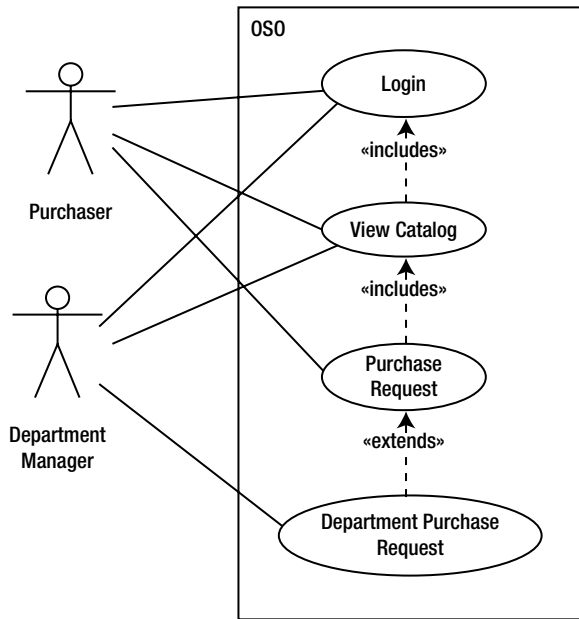 OSO
Login
«includes»
Purchaser
View Catalog
«includes»
Purchase
Request
Department
Manager
«extends»
Department Purchase
Request